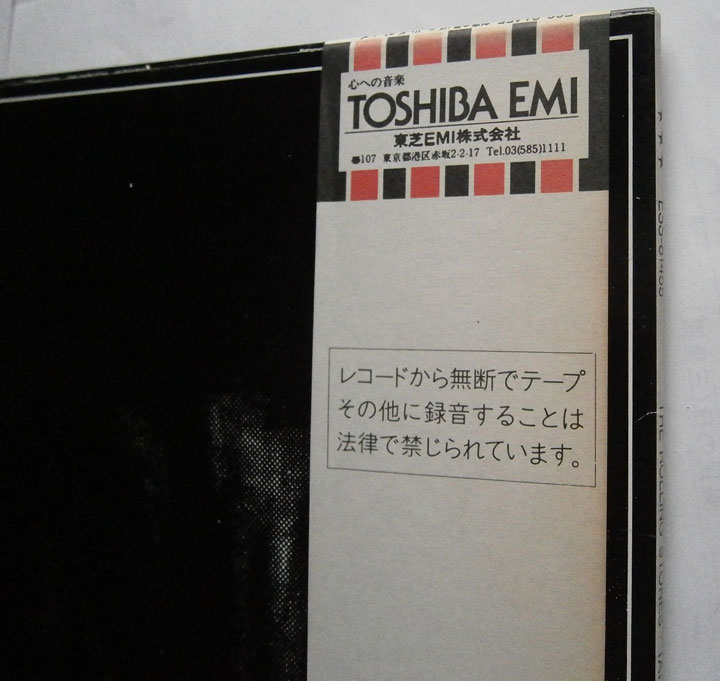 心への音楽
TOSHIBA EMI
東芝EMI株式会社
107 東京都港区赤坂2-2-17 Tel.03(585)1111
レコードから無断でテープ
その他に録音することは
法律で禁じられています。
★ ★ ★
THE ROLLING STONES